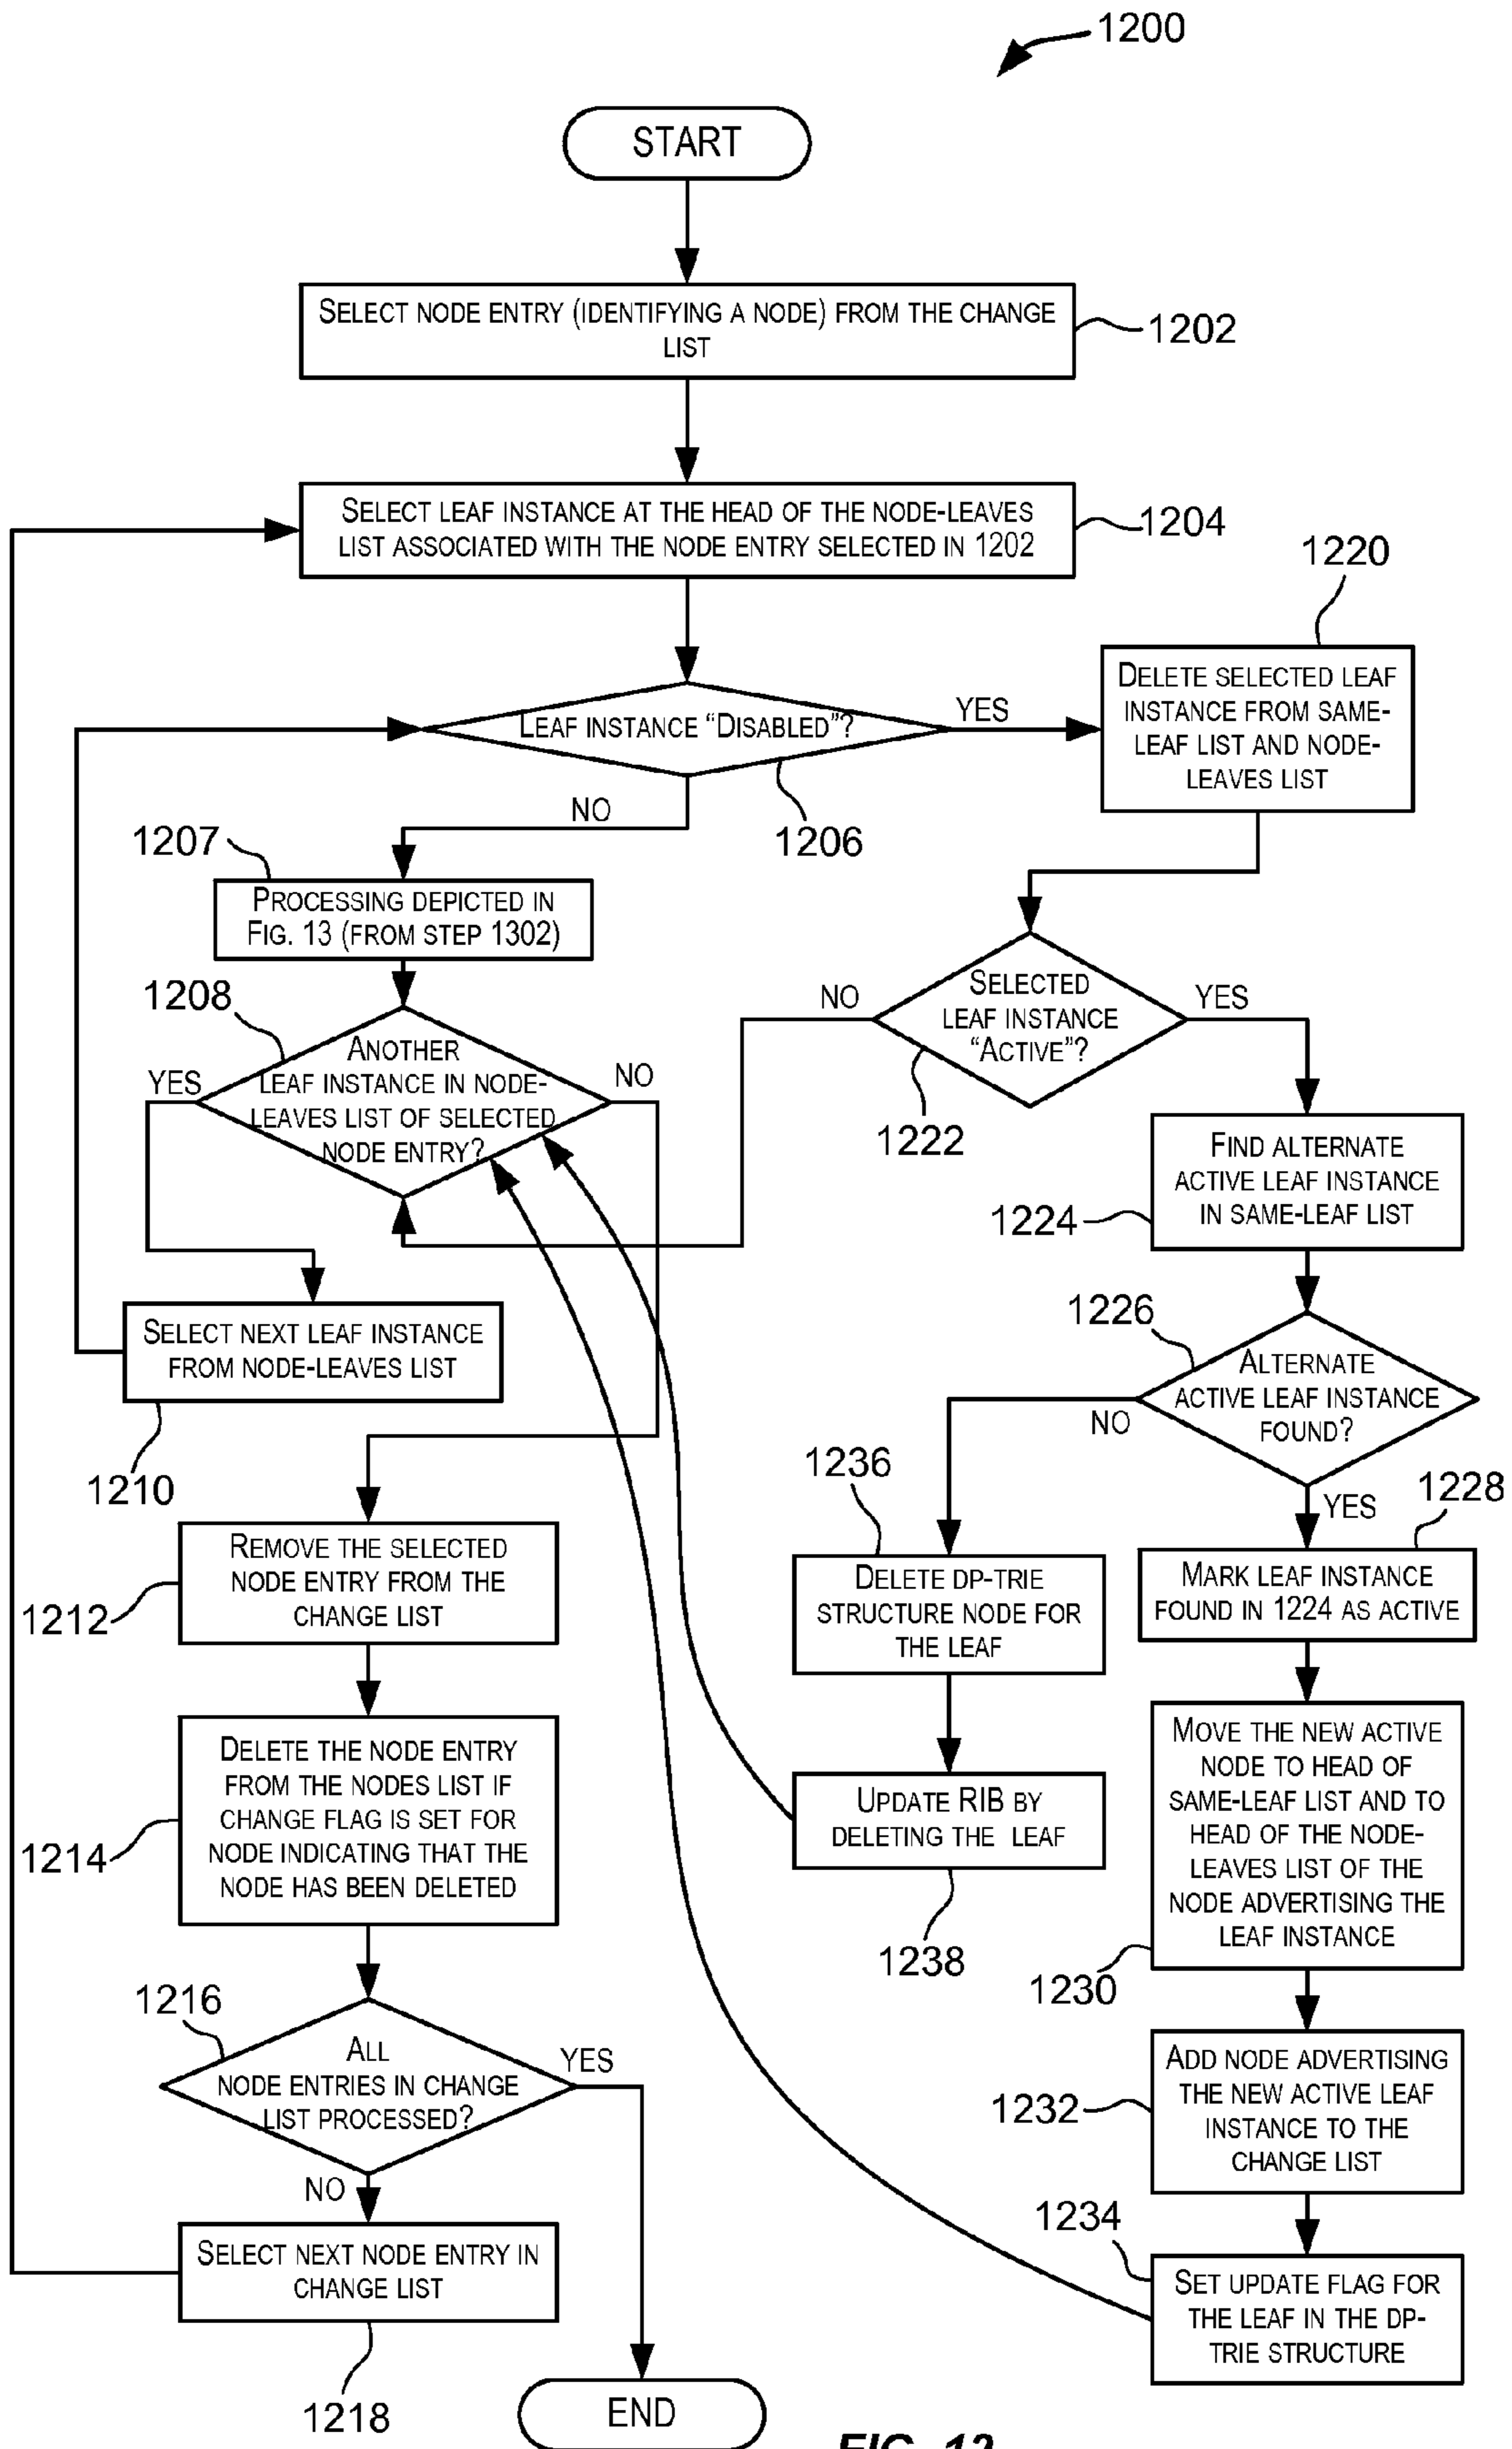 1200
START
SELECT NODE ENTRY (IDENTIFYING A NODE) FROM THE CHANGE
LIST
1202
SELECT LEAF INSTANCE AT THE HEAD OF THE NODE-LEAVES
LIST ASSOCIATED WITH THE NODE ENTRY SELECTED IN 1202
1204
LEAF INSTANCE “DISABLED”?
YES
NO
1206
1220
DELETE SELECTED LEAF
INSTANCE FROM SAME-
LEAF LIST AND NODE-
LEAVES LIST
1207
PROCESSING DEPICTED IN
FIG. 13 (FROM STEP 1302)
1208
ANOTHER
LEAF INSTANCE IN NODE-
LEAVES LIST OF SELECTED
NODE ENTRY?
YES
NO
SELECTED
LEAF INSTANCE
“ACTIVE”?
NO
YES
1222
FIND ALTERNATE
ACTIVE LEAF INSTANCE
IN SAME-LEAF LIST
1224
SELECT NEXT LEAF INSTANCE
FROM NODE-LEAVES LIST
1210
1226
ALTERNATE
ACTIVE LEAF INSTANCE
FOUND?
NO
YES
1228
MARK LEAF INSTANCE
FOUND IN 1224 AS ACTIVE
1236
DELETE DP-TRIE
STRUCTURE NODE FOR
THE LEAF
REMOVE THE SELECTED
NODE ENTRY FROM THE
CHANGE LIST
1212
DELETE THE NODE ENTRY
FROM THE NODES LIST IF
CHANGE FLAG IS SET FOR
NODE INDICATING THAT THE
NODE HAS BEEN DELETED
1214
UPDATE RIB BY
DELETING THE LEAF
1238
MOVE THE NEW ACTIVE
NODE TO HEAD OF
SAME-LEAF LIST AND TO
HEAD OF THE NODE-
LEAVES LIST OF THE
NODE ADVERTISING THE
LEAF INSTANCE
1230
1216
ALL
NODE ENTRIES IN CHANGE
LIST PROCESSED?
YES
NO
ADD NODE ADVERTISING
THE NEW ACTIVE LEAF
INSTANCE TO THE
CHANGE LIST
1232
1234
SET UPDATE FLAG FOR
THE LEAF IN THE DP-
TRIE STRUCTURE
SELECT NEXT NODE ENTRY IN
CHANGE LIST
1218
END
FIG. 12